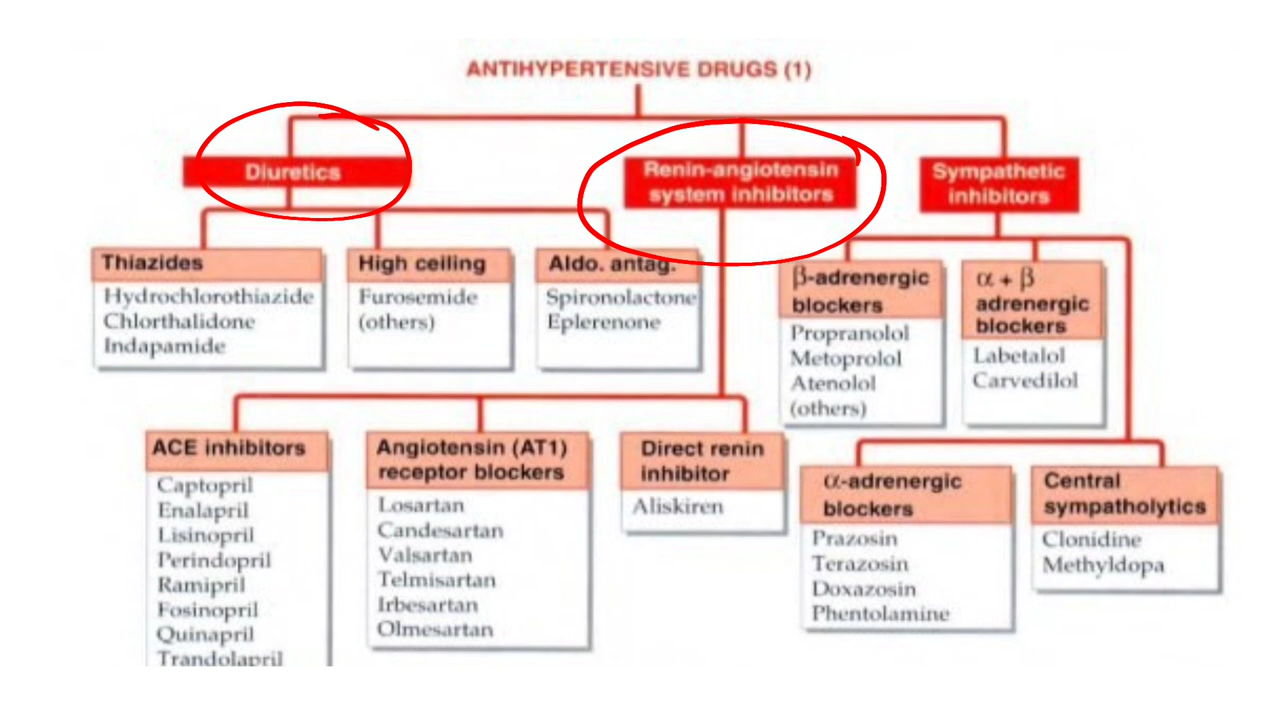 ANTIHYPERTENSIVE DRUGS (1)
Diuretics
Renin-angiotensin
system inhibitors
Sympathetic
inhibitors
Thiazides
Hydrochlorothiazide
Chlorthalidone
Indapamide
High ceiling
Furosemide
(others)
Aldo. antag.
Spironolactone
Eplerenone
β-adrenergic
blockers
Propranolol
Metoprolol
Atenolol
(others)
α + β
adrenergic
blockers
Labetalol
Carvedilol
ACE inhibitors
Captopril
Enalapril
Lisinopril
Perindopril
Ramipril
Fosinopril
Quinapril
Trandolapril
Angiotensin (AT1)
receptor blockers
Losartan
Candesartan
Valsartan
Telmisartan
Irbesartan
Olmesartan
Direct renin
inhibitor
Aliskiren
α-adrenergic
blockers
Prazosin
Terazosin
Doxazosin
Phentolamine
Central
sympatholytics
Clonidine
Methyldopa